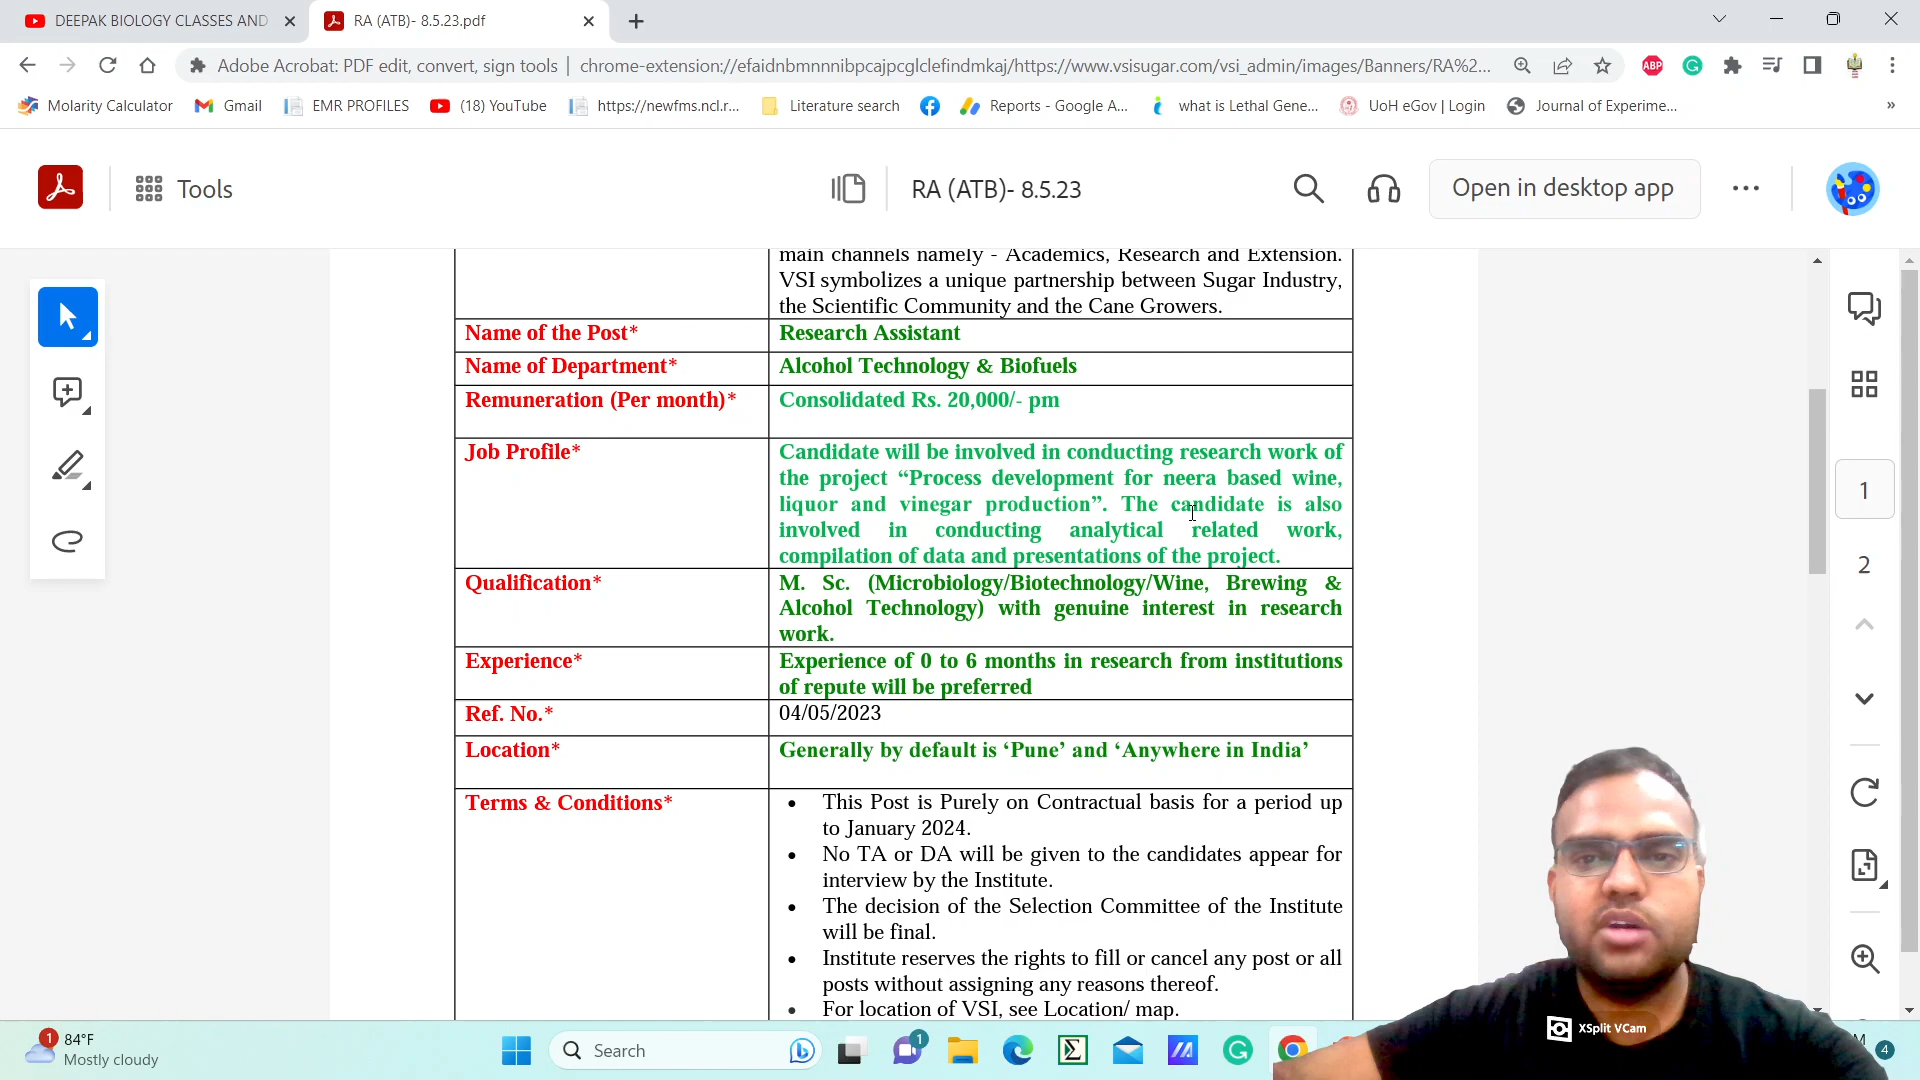 DEEPAK BIOLOGY CLASSES AND
RA (ATB)- 8.5.23.pdf
Adobe Acrobat: PDF edit, convert, sign tools | chrome-extension://efaidnbmnnnibpcajpcglclefindmkaj/https://www.vsisugar.com/vsi_admin/images/Banners/RA%2...
ABP
Molarity Calculator
Gmail
EMR PROFILES
(18) YouTube
https://newfms.ncl.r...
Literature search
Reports - Google A...
what is Lethal Gene...
UoH eGov | Login
Journal of Experime...
»
Tools
RA (ATB)- 8.5.23
Open in desktop app
main channels namely - Academics, Research and Extension.
VSI symbolizes a unique partnership between Sugar Industry,
the Scientific Community and the Cane Growers.
Name of the Post*
Research Assistant
Name of Department*
Alcohol Technology & Biofuels
Remuneration (Per month)*
Consolidated Rs. 20,000/- pm
Job Profile*
Candidate will be involved in conducting research work of
the project “Process development for neera based wine,
liquor and vinegar production”. The candidate is also
involved in conducting analytical related work,
compilation of data and presentations of the project.
Qualification*
M. Sc. (Microbiology/Biotechnology/Wine, Brewing &
Alcohol Technology) with genuine interest in research
work.
Experience*
Experience of 0 to 6 months in research from institutions
of repute will be preferred
Ref. No.*
04/05/2023
Location*
Generally by default is ‘Pune’ and ‘Anywhere in India’
Terms & Conditions*
• This Post is Purely on Contractual basis for a period up
to January 2024.
• No TA or DA will be given to the candidates appear for
interview by the Institute.
• The decision of the Selection Committee of the Institute
will be final.
• Institute reserves the rights to fill or cancel any post or all
posts without assigning any reasons thereof.
• For location of VSI, see Location/ map.
1
2
XSplit VCam
1
84°F
Mostly cloudy
Search
1
4